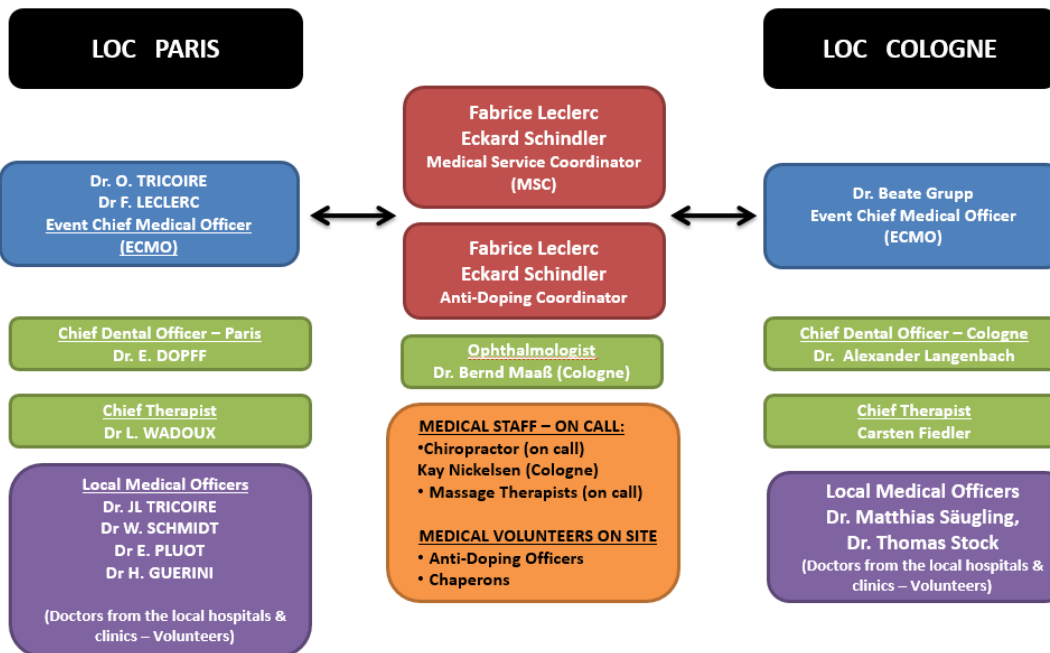 LOC PARIS
Dr. O. TRICOIRE
Dr F. LECLERC
Event Chief Medical Officer
(ECMO)
Chief Dental Officer – Paris
Dr. E. DOPFF
Chief Therapist
Dr L. WADOUX
Local Medical Officers
Dr. JL TRICOIRE
Dr W. SCHMIDT
Dr E. PLUOT
Dr H. GUERINI
(Doctors from the local hospitals &
clinics – Volunteers)
Fabrice Leclerc
Eckard Schindler
Medical Service Coordinator
(MSC)
Fabrice Leclerc
Eckard Schindler
Anti-Doping Coordinator
Ophthalmologist
Dr. Bernd Maaß (Cologne)
MEDICAL STAFF – ON CALL:
•Chiropractor (on call)
Kay Nickelsen (Cologne)
• Massage Therapists (on call)
MEDICAL VOLUNTEERS ON SITE
• Anti-Doping Officers
• Chaperons
LOC COLOGNE
Dr. Beate Grupp
Event Chief Medical Officer
(ECMO)
Chief Dental Officer – Cologne
Dr. Alexander Langenbach
Chief Therapist
Carsten Fiedler
Local Medical Officers
Dr. Matthias Säugling,
Dr. Thomas Stock
(Doctors from the local hospitals &
clinics – Volunteers)